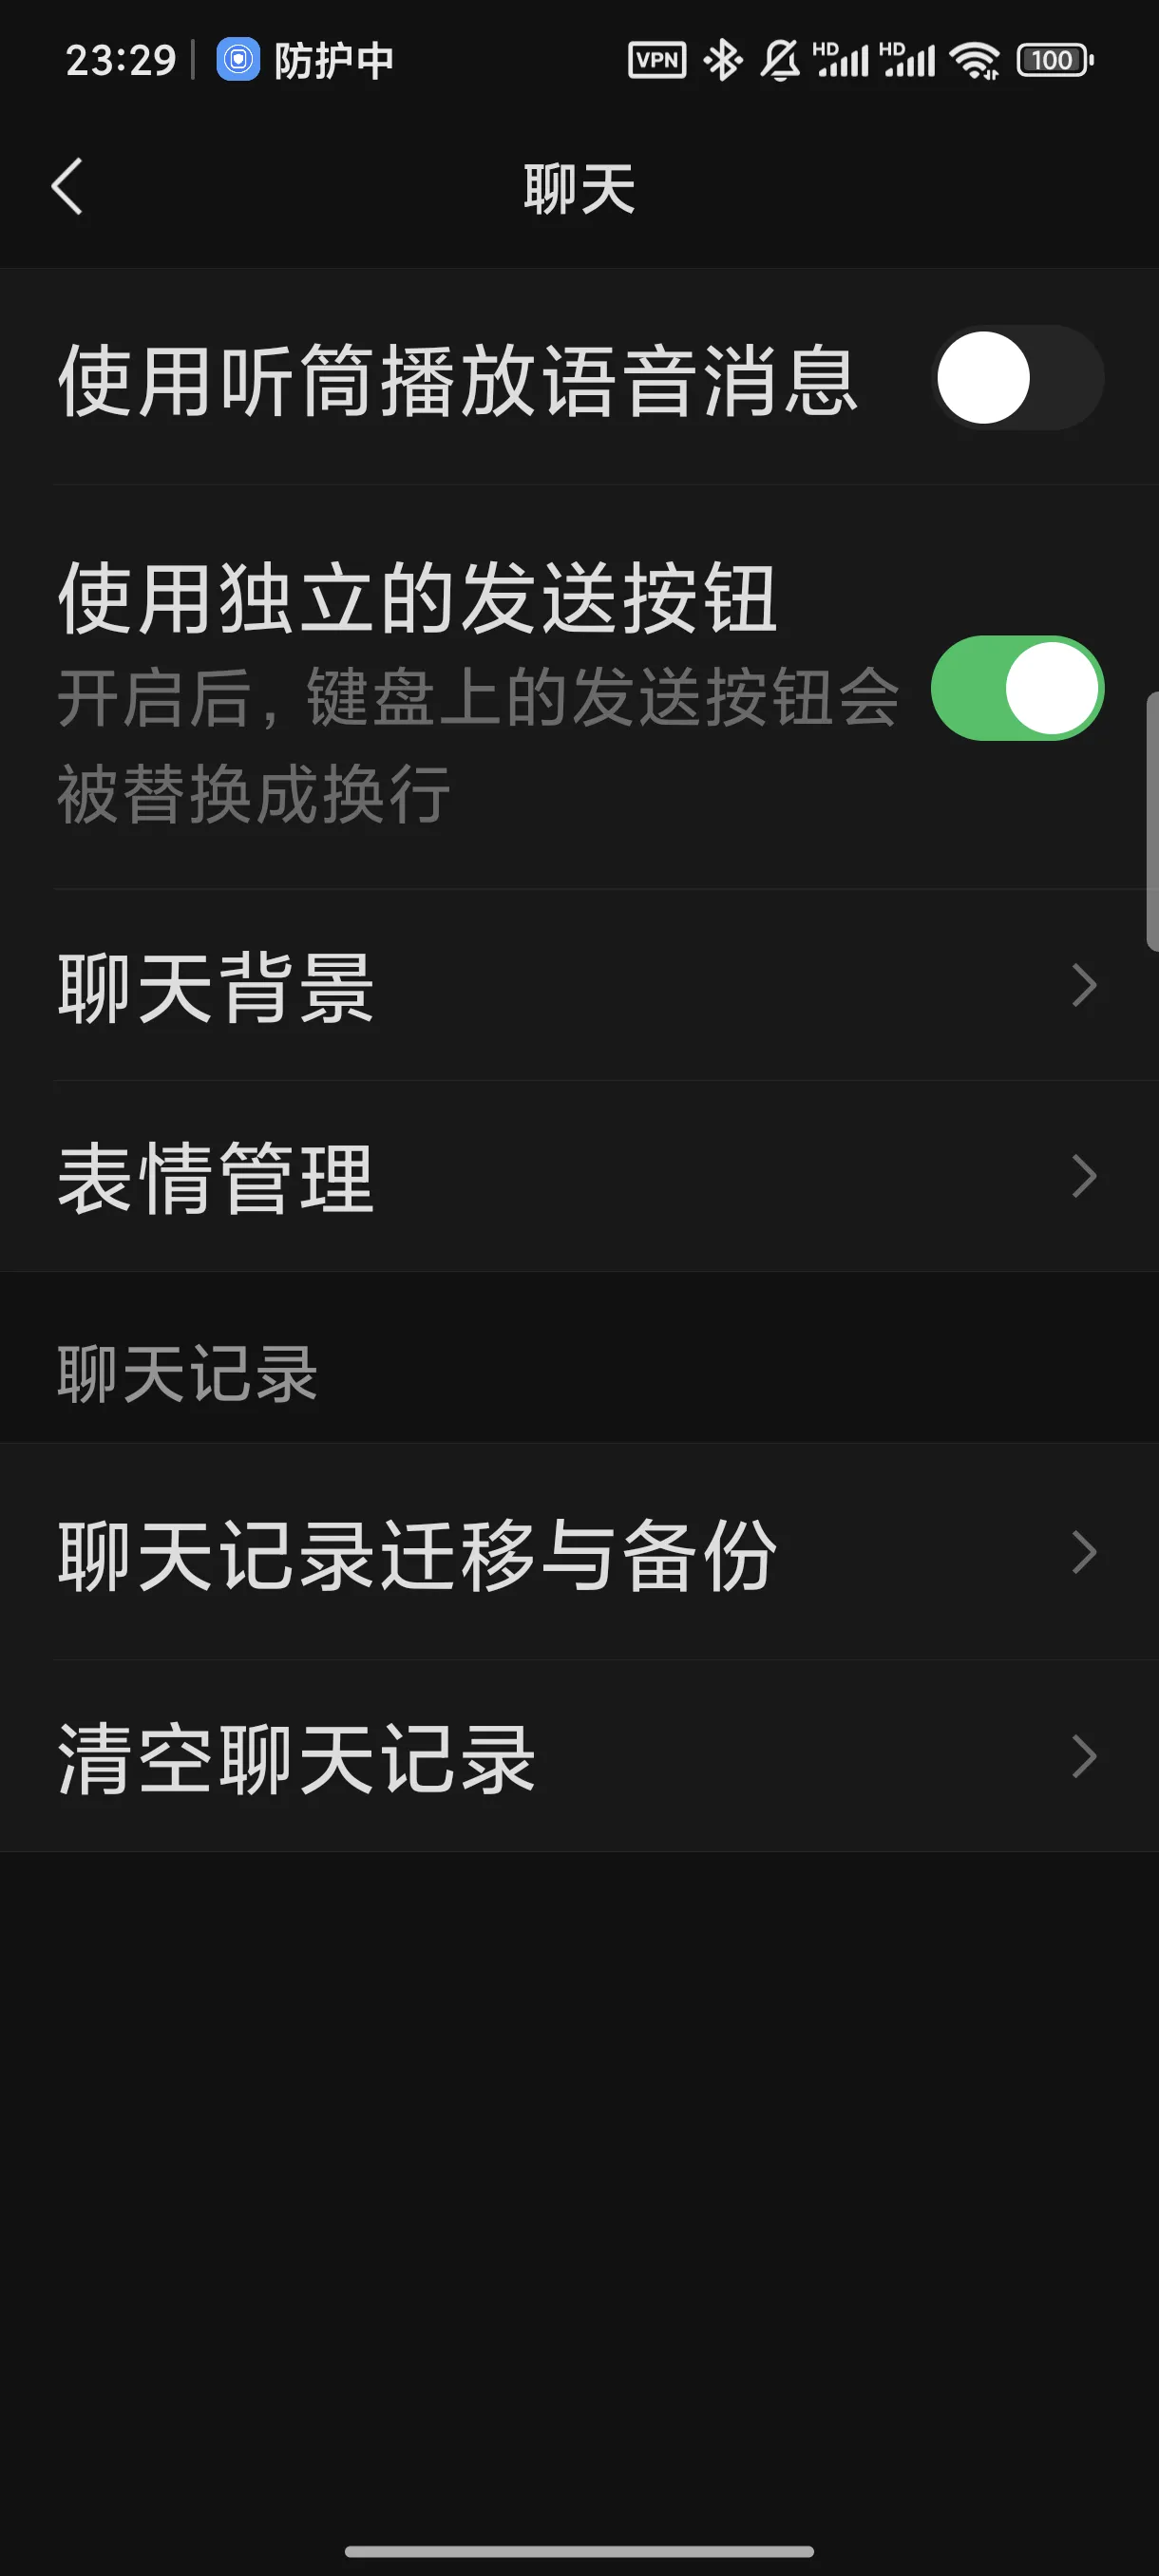 23:29 防护中 VPN HD HD 100
聊天
使用听筒播放语音消息
使用独立的发送按钮
开启后，键盘上的发送按钮会
被替换成换行
聊天背景
表情管理
聊天记录
聊天记录迁移与备份
清空聊天记录